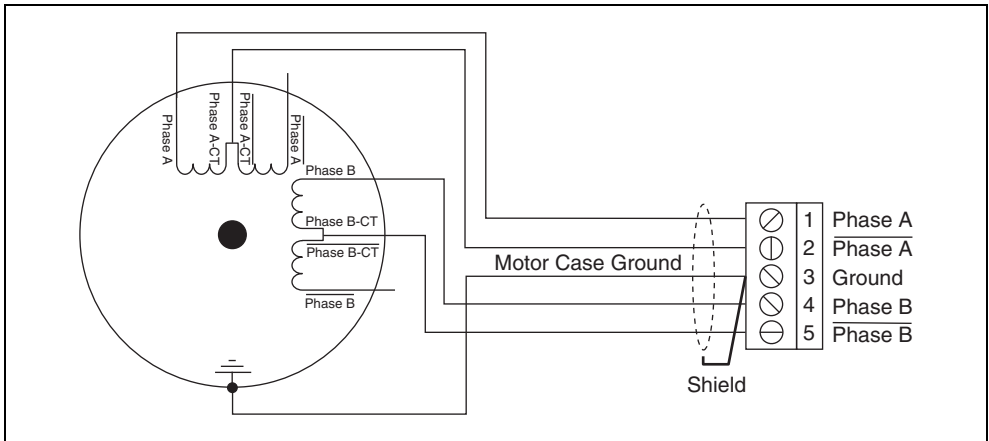 Phase A
Phase A-CT
Phase A-CT
Phase A
Phase B
Phase B-CT
Phase B-CT
Phase B
Motor Case Ground
Shield
1 Phase A
2 Phase A
3 Ground
4 Phase B
5 Phase B